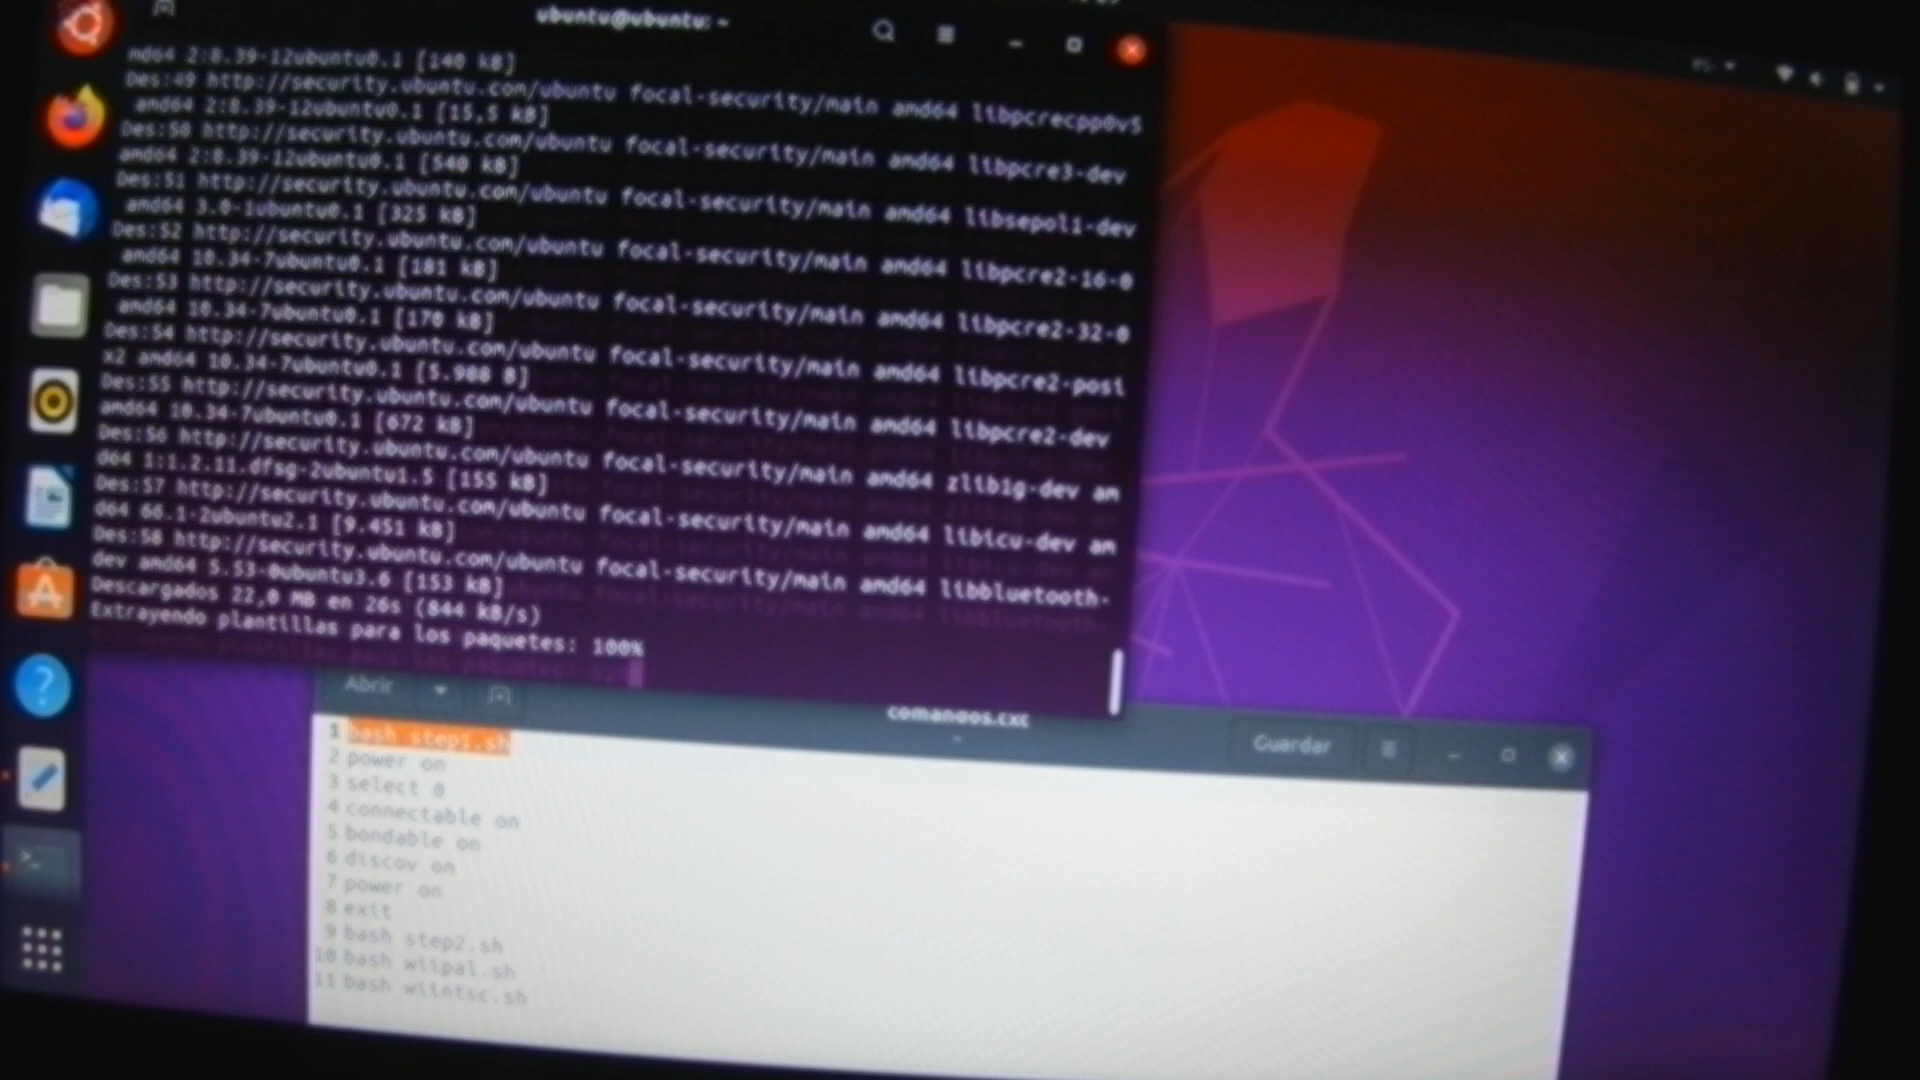 ubuntu@ubuntu: ~
md64 2:8.39-12ubuntu0.1 [140 kB]
Des:49 http://security.ubuntu.com/ubuntu focal-security/main amd64 libpcrecpp0v5
amd64 2:8.39-12ubuntu0.1 [15,5 kB]
Des:50 http://security.ubuntu.com/ubuntu focal-security/main amd64 libpcre3-dev
amd64 2:8.39-12ubuntu0.1 [540 kB]
Des:51 http://security.ubuntu.com/ubuntu focal-security/main amd64 libsepol1-dev
amd64 3.0-1ubuntu0.1 [325 kB]
Des:52 http://security.ubuntu.com/ubuntu focal-security/main amd64 libpcre2-16-0
amd64 10.34-7ubuntu0.1 [181 kB]
Des:53 http://security.ubuntu.com/ubuntu focal-security/main amd64 libpcre2-32-0
amd64 10.34-7ubuntu0.1 [170 kB]
Des:54 http://security.ubuntu.com/ubuntu focal-security/main amd64 libpcre2-posi
x2 amd64 10.34-7ubuntu0.1 [5.988 B]
Des:55 http://security.ubuntu.com/ubuntu focal-security/main amd64 libpcre2-dev
amd64 10.34-7ubuntu0.1 [672 kB]
Des:56 http://security.ubuntu.com/ubuntu focal-security/main amd64 zlib1g-dev am
d64 1:1.2.11.dfsg-2ubuntu1.5 [155 kB]
Des:57 http://security.ubuntu.com/ubuntu focal-security/main amd64 libicu-dev am
d64 66.1-2ubuntu2.1 [9.451 kB]
Des:58 http://security.ubuntu.com/ubuntu focal-security/main amd64 libbluetooth-
dev amd64 5.53-0ubuntu3.6 [153 kB]
Descargados 22,0 MB en 26s (844 kB/s)
Extrayendo plantillas para los paquetes: 100%
Abrir
comandos.txt
Guardar
1 bash step1.sh
2 power on
3 select 0
4 connectable on
5 bondable on
6 discov on
7 power on
8 exit
9 bash step2.sh
10 bash wiipal.sh
11 bash wiintsc.sh